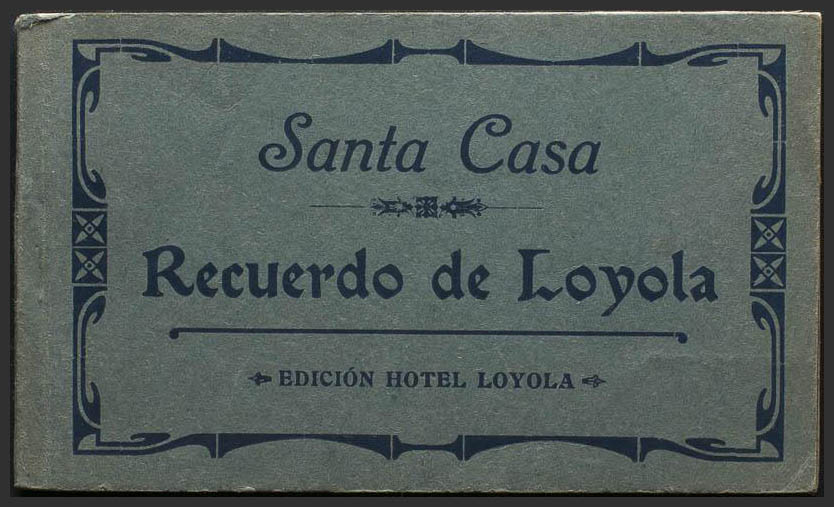 Santa Casa
Recuerdo de Loyola
EDICIÓN HOTEL LOYOLA